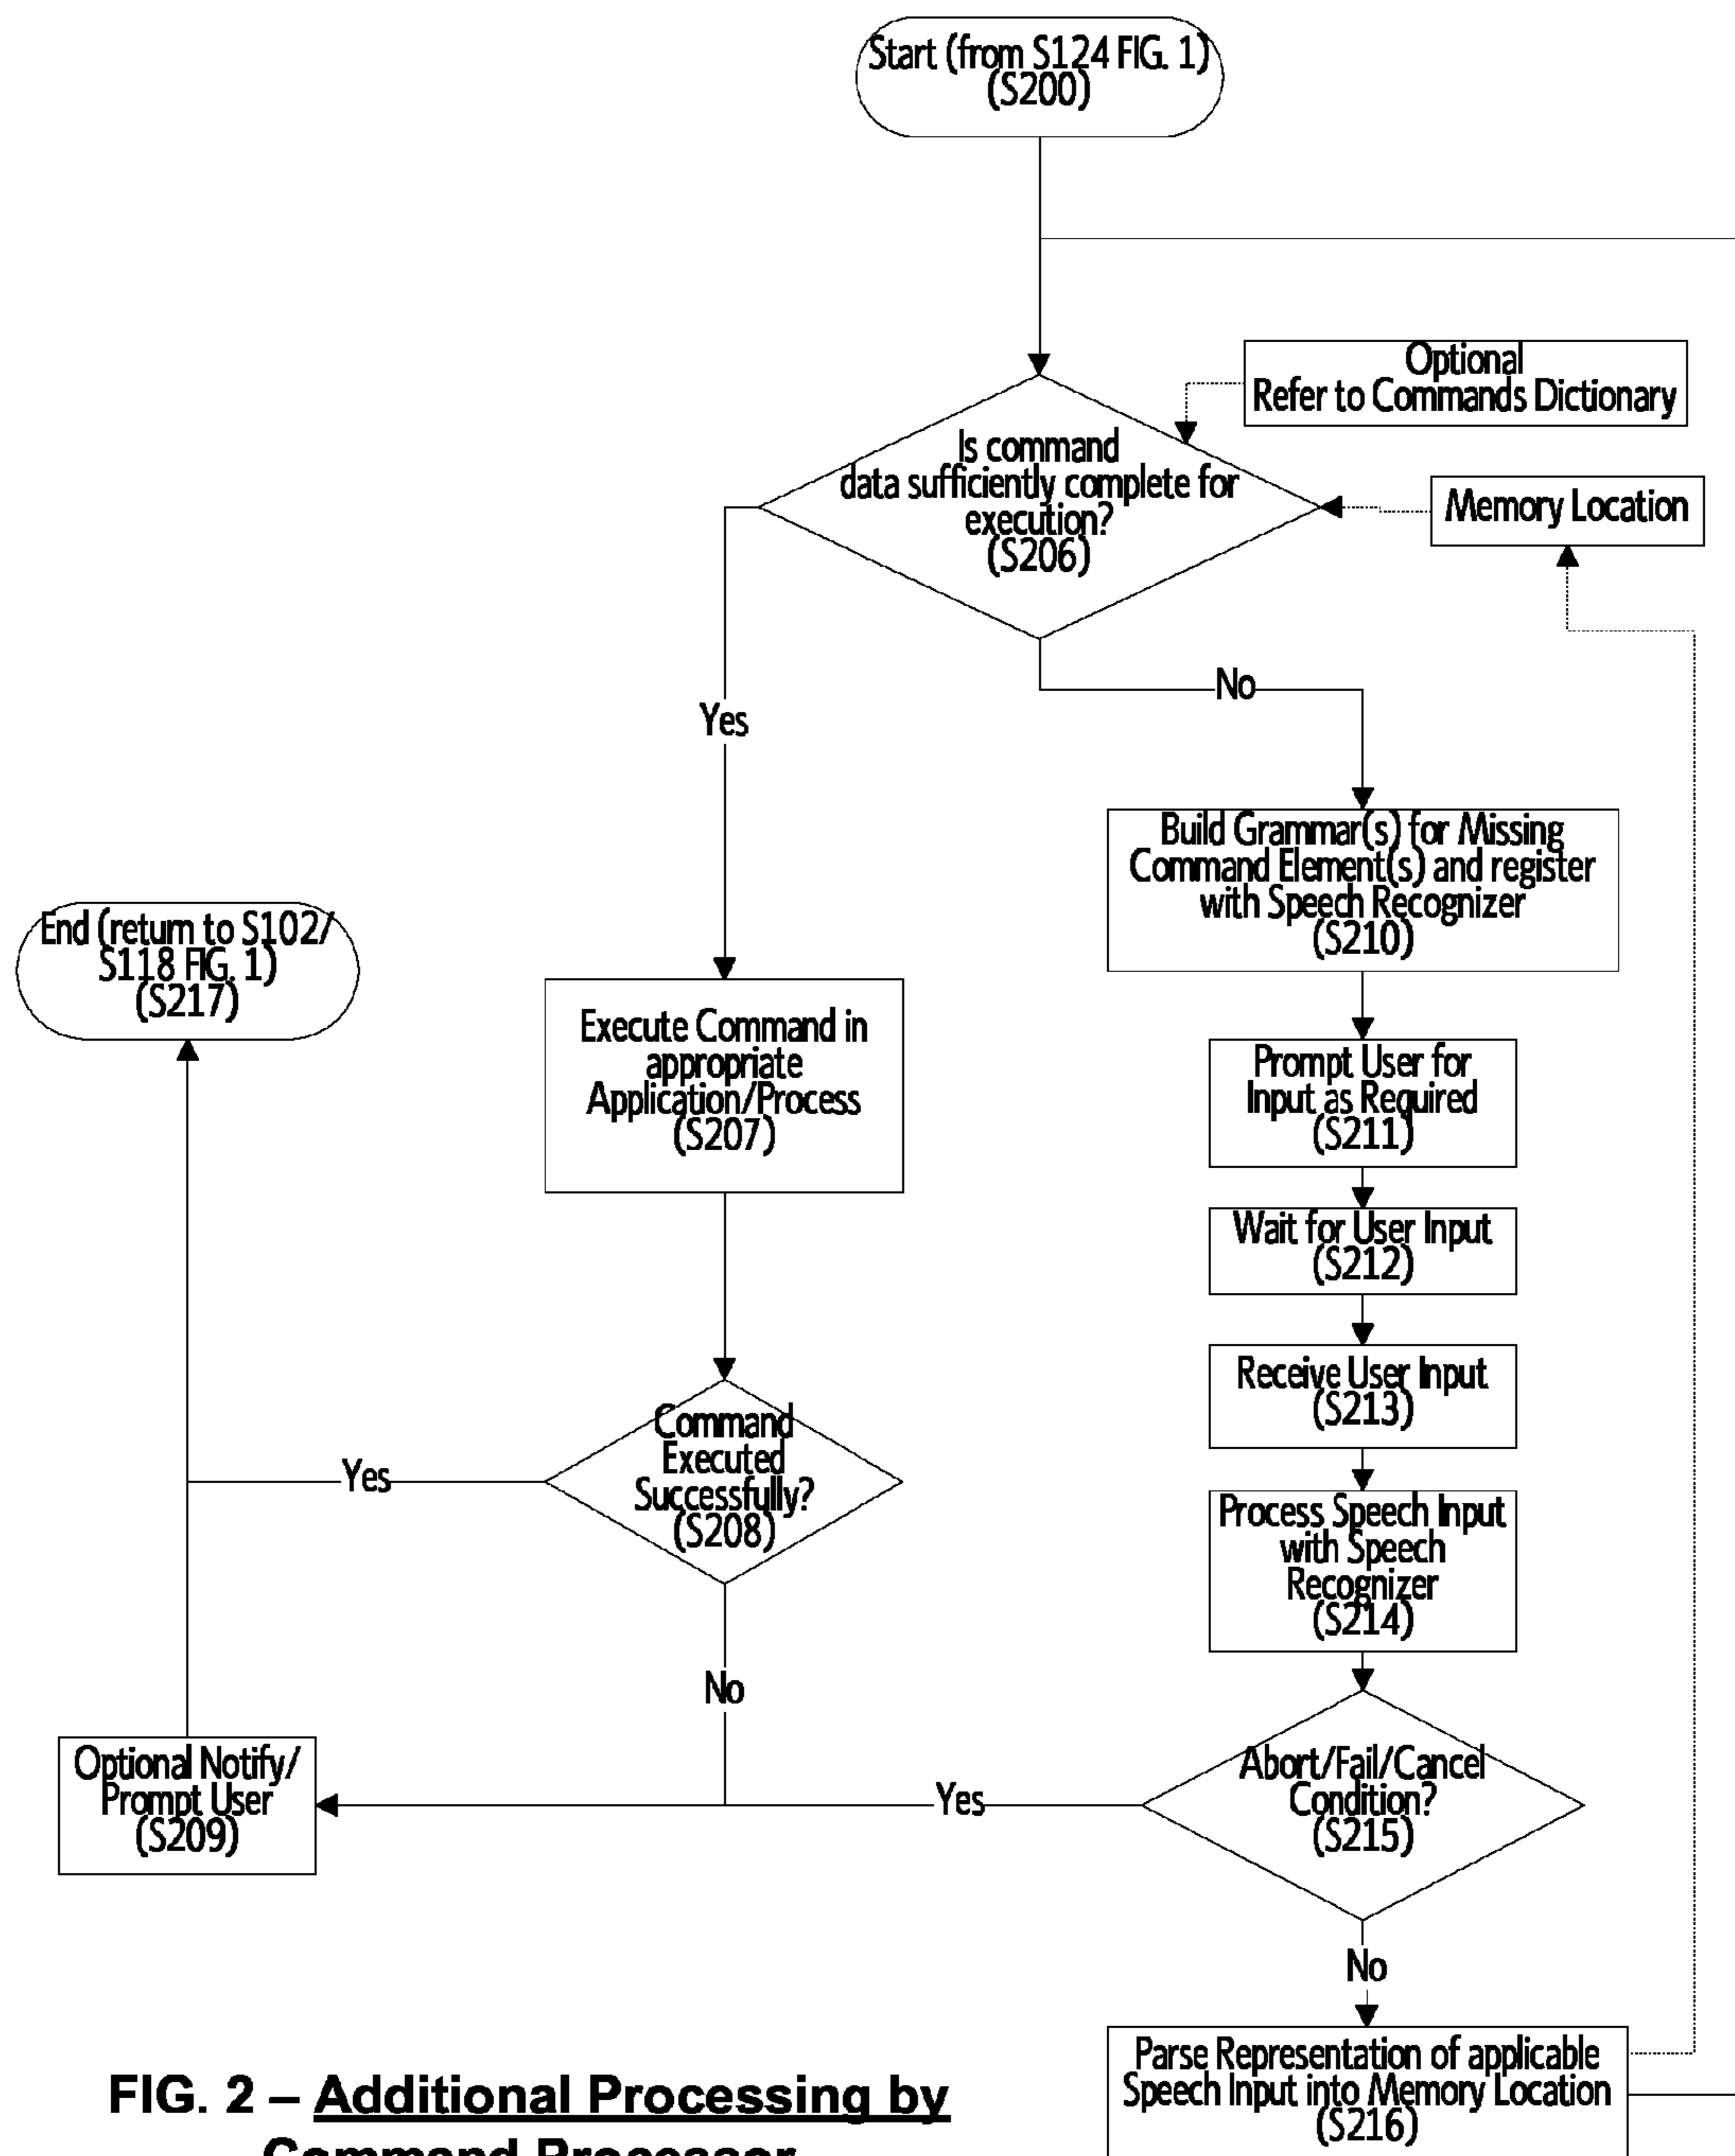 Start (from S124 FIG. 1)
(S200)
Optional
Refer to Commands Dictionary
Is command
data sufficiently complete for
execution?
(S206)
Memory Location
No
Yes
Build Grammar(s) for Missing
Command Element(s) and register
with Speech Recognizer
(S210)
End (return to S102/
S118 FIG. 1)
(S217)
Execute Command in
appropriate
Application/Process
(S207)
Prompt User for
Input as Required
(S211)
Wait for User Input
(S212)
Receive User Input
(S213)
Command
Executed
Successfully?
(S208)
Yes
Process Speech Input
with Speech
Recognizer
(S214)
No
Optional Notify/
Prompt User
(S209)
Yes
Abort/Fail/Cancel
Condition?
(S215)
No
Parse Representation of applicable
Speech Input into Memory Location
(S216)
FIG. 2 – Additional Processing by
Command Processor